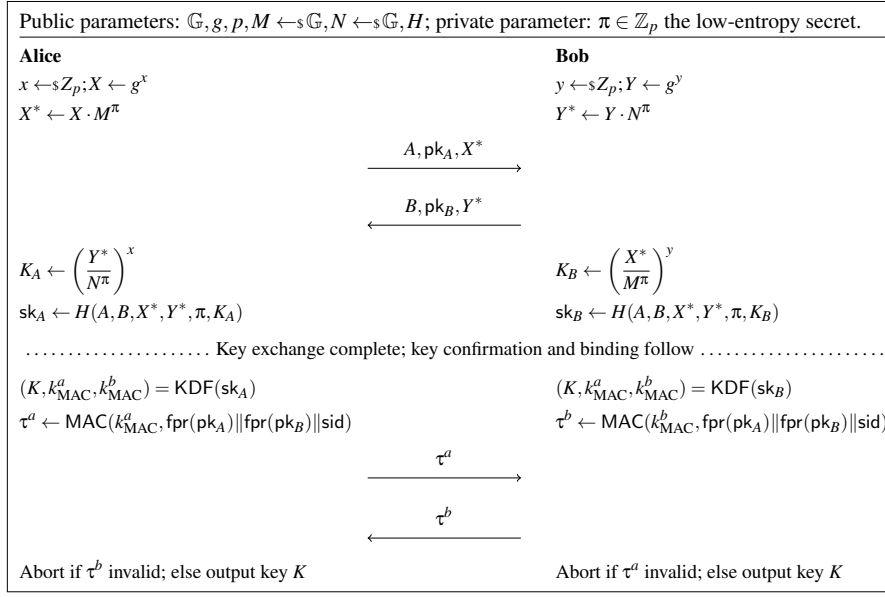 Public parameters: 𝔾, g, p, M ←$ 𝔾, N ←$ 𝔾, H; private parameter: π ∈ ℤ_p the low-entropy secret.
Alice Bob
x ←$ Z_p; X ← g^x y ←$ Z_p; Y ← g^y
X* ← X · M^π Y* ← Y · N^π
A, pk_A, X*
B, pk_B, Y*
K_A ← (Y*/N^π)^x K_B ← (X*/M^π)^y
sk_A ← H(A, B, X*, Y*, π, K_A) sk_B ← H(A, B, X*, Y*, π, K_B)
........................ Key exchange complete; key confirmation and binding follow ........................
(K, k^a_MAC, k^b_MAC) = KDF(sk_A) (K, k^a_MAC, k^b_MAC) = KDF(sk_B)
τ^a ← MAC(k^a_MAC, fpr(pk_A)‖fpr(pk_B)‖sid) τ^b ← MAC(k^b_MAC, fpr(pk_A)‖fpr(pk_B)‖sid)
τ^a
τ^b
Abort if τ^b invalid; else output key K Abort if τ^a invalid; else output key K